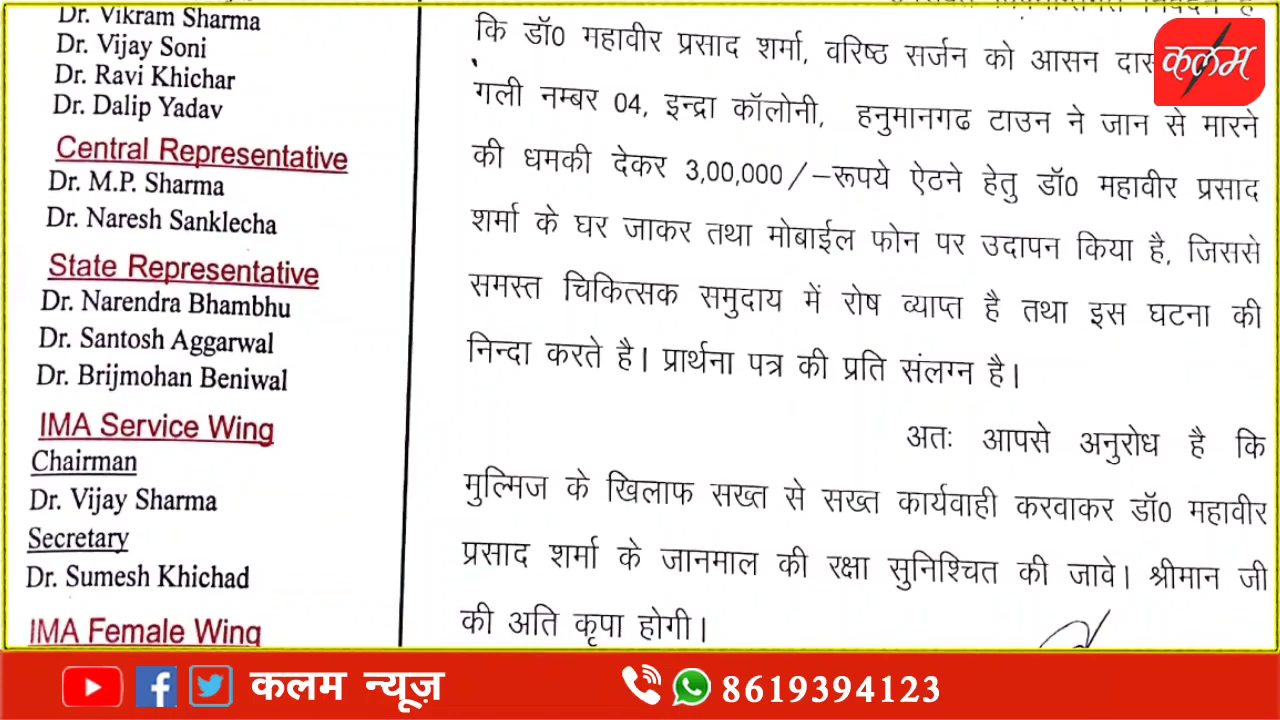 Dr. Vikram Sharma
Dr. Vijay Soni
Dr. Ravi Khichar
Dr. Dalip Yadav
Central Representative
Dr. M.P. Sharma
Dr. Naresh Sanklecha
State Representative
Dr. Narendra Bhambhu
Dr. Santosh Aggarwal
Dr. Brijmohan Beniwal
IMA Service Wing
Chairman
Dr. Vijay Sharma
Secretary
Dr. Sumesh Khichad
IMA Female Wing
कि डॉ0 महावीर प्रसाद शर्मा, वरिष्ठ सर्जन को आसन
गली नम्बर 04, इन्द्रा कॉलोनी, हनुमानगढ टाउन ने जान से मारने
की धमकी देकर 3,00,000/-रूपये ऐठने हेतु डॉ0 महावीर प्रसाद
शर्मा के घर जाकर तथा मोबाईल फोन पर उदापन किया है, जिससे
समस्त चिकित्सक समुदाय में रोष व्याप्त है तथा इस घटना की
निन्दा करते है। प्रार्थना पत्र की प्रति संलग्न है।
अतः आपसे अनुरोध है कि
मुल्मिज के खिलाफ सख्त से सख्त कार्यवाही करवाकर डॉ0 महावीर
प्रसाद शर्मा के जानमाल की रक्षा सुनिश्चित की जावे। श्रीमान जी
की अति कृपा होगी।
कलम
कलम न्यूज़
8619394123